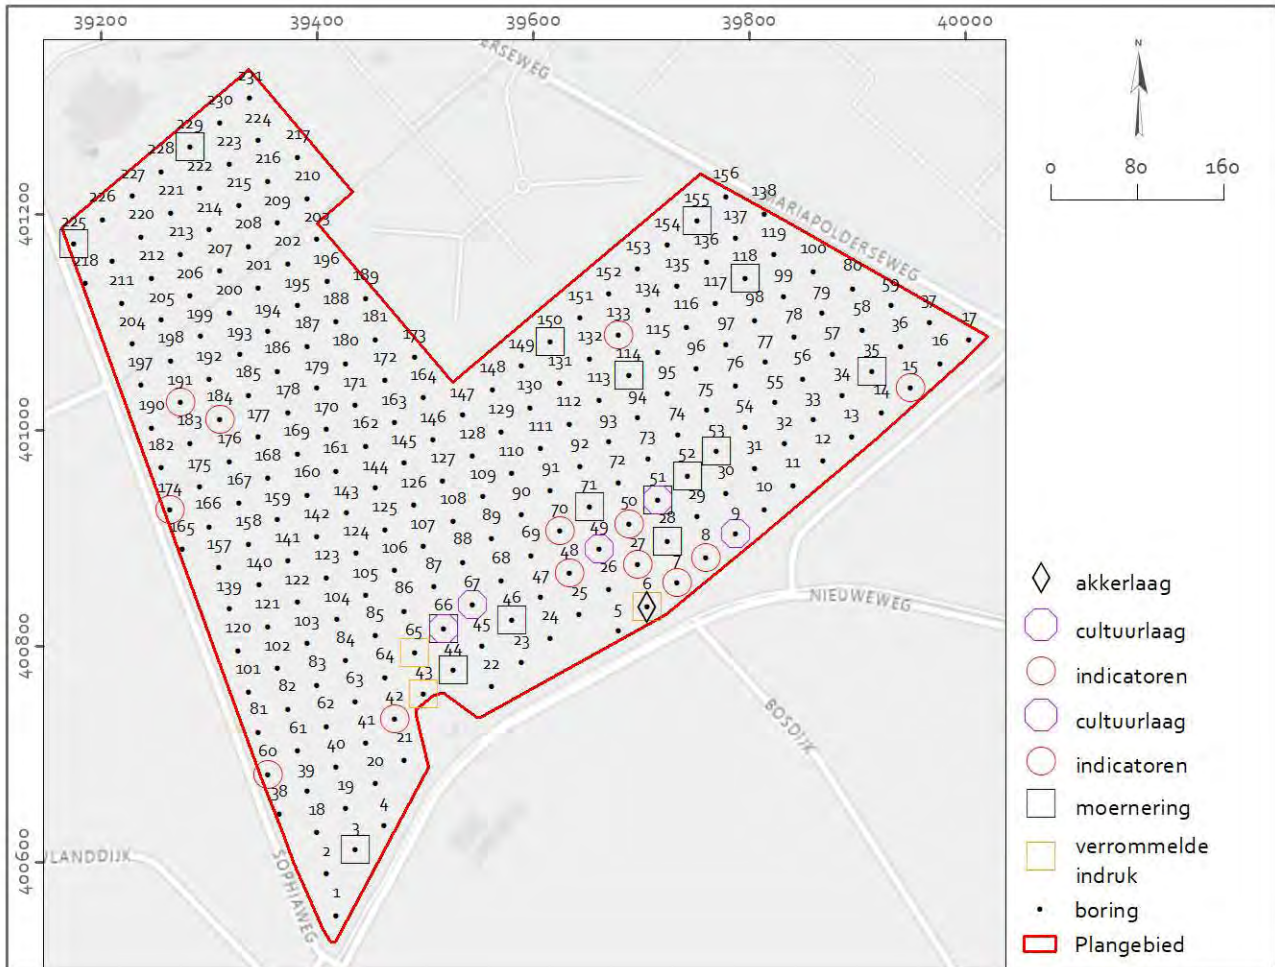 39200 39400 39600 39800 40000
401200
401000
400800
400600
ERSEWEG
MARIAPOLDERSEWEG
NIEUWEWEG
BOSDIJK
SOPHIAWEG
LANDDIJK
N
0 80 160
231
230
229 224 217
228 223
227 222 216 210
226 221 215 209
225 220 214 208 203
218 212 213 207 202 196
211 206 201 195 189
205 200 194 188 181
204 199 193 187 180 173
198 192 186 179 172 164
197 191 185 178 171 163
190 184 177 170 162 146
183 176 169 161 145
182 175 168 160 144 127
174 167 159 143 126
166 158 142 125 108
165 157 141 124 107
140 123 106 88
139 122 105 87
121 104 86 67
120 103 85 66
102 84 65
101 83 64 44
82 63 43
81 62 42
61 41 21
60 40 20
39 19 4
38 18 3
2
1
156 138
155 137 119
154 136 118 100
153 135 117 99 80
152 134 116 98 79 59
151 133 115 97 78 58 37
150 132 114 96 77 57 36 17
149 131 113 95 76 56 35 16
148 130 112 94 75 55 34 15
147 129 111 93 74 54 33 14
128 110 92 73 53 32 13
109 91 72 52 31 12
90 71 51 30 11
89 70 50 29 10
69 49 28 9
68 48 27 8
47 26 7
46 25 6
45 24 5
23
22
akkerlaag
cultuurlaag
indicatoren
cultuurlaag
indicatoren
moernering
verrommelde
indruk
boring
Plangebied